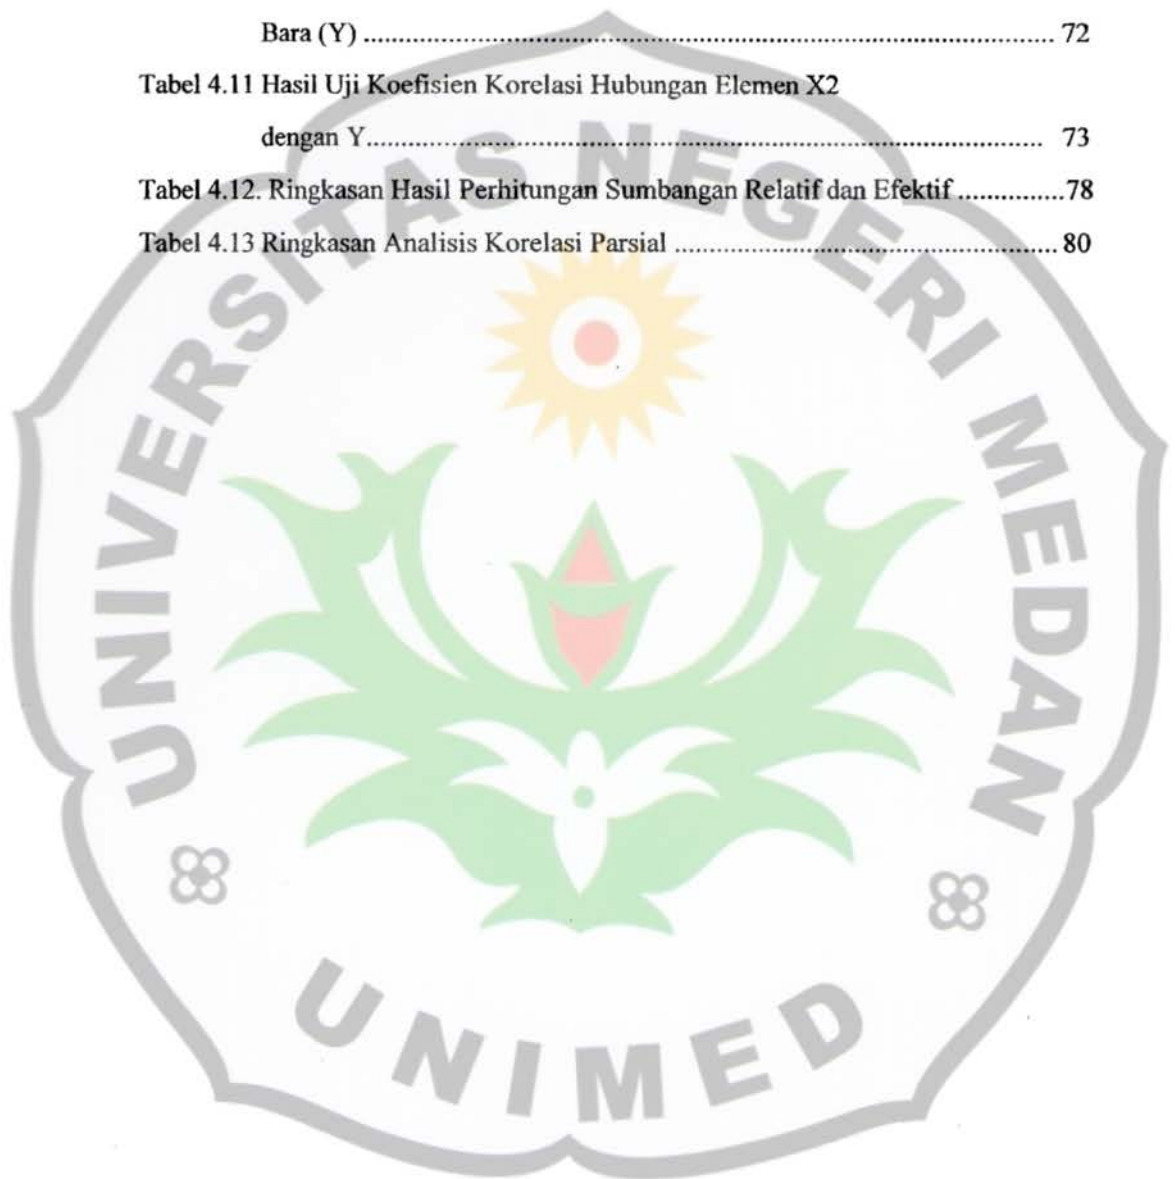 Bara (Y) ........................................................................................ 72
Tabel 4.11 Hasil Uji Koefisien Korelasi Hubungan Elemen X2
dengan Y...................................................................................... 73
Tabel 4.12. Ringkasan Hasil Perhitungan Sumbangan Relatif dan Efektif ..............78
Tabel 4.13 Ringkasan Analisis Korelasi Parsial ................................................. 80
UNIVERSITAS NEGERI MEDAN
UNIMED